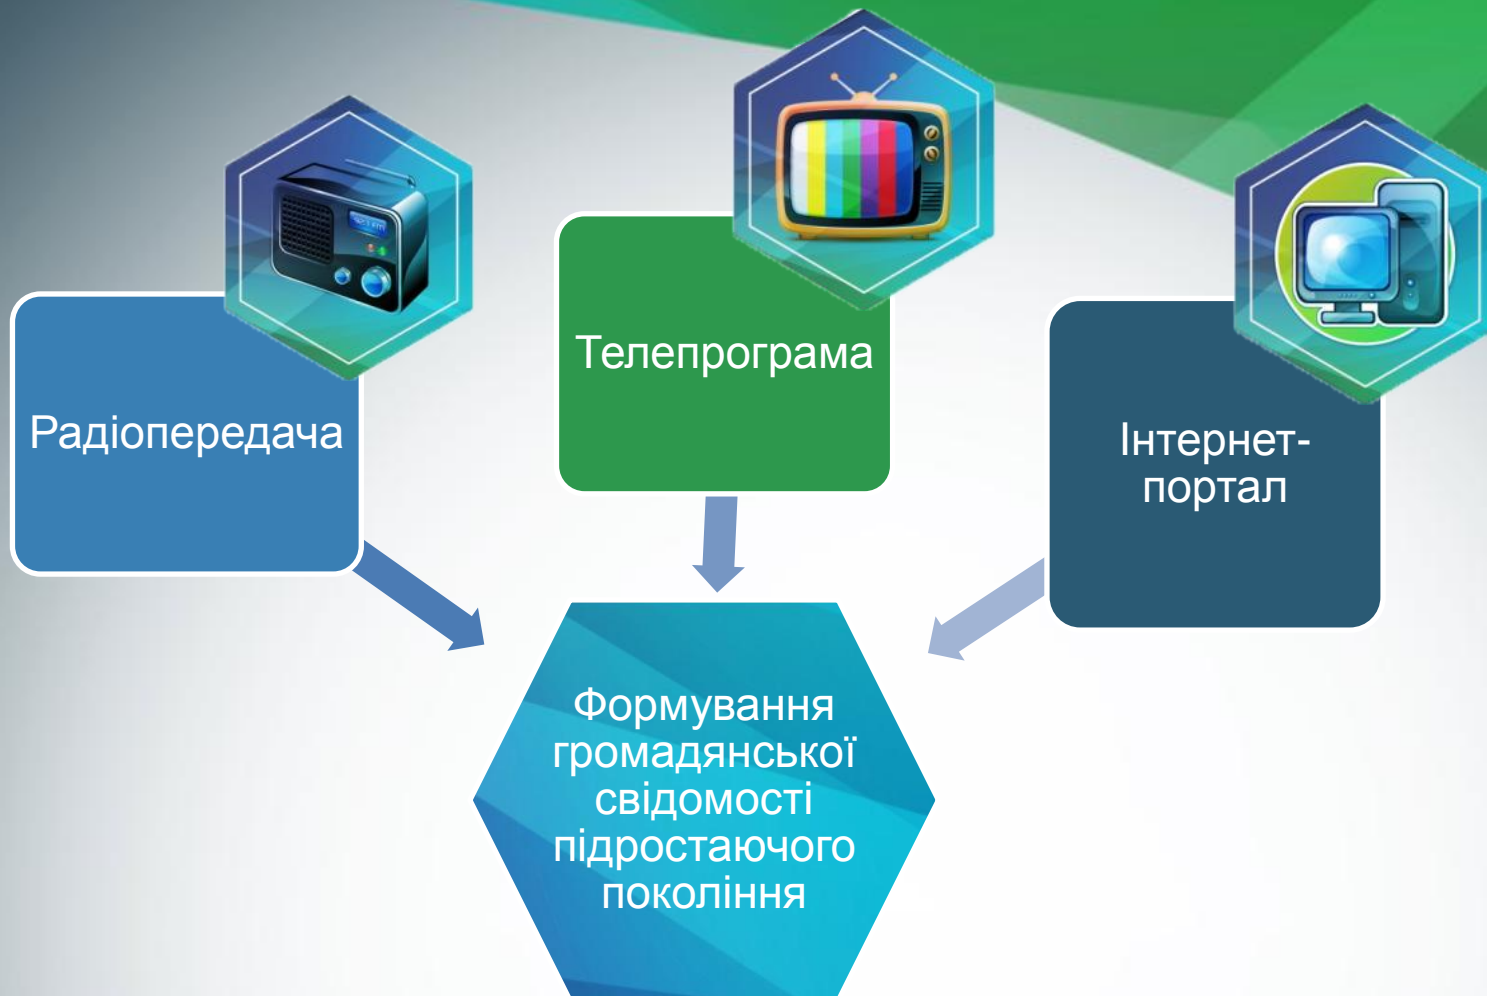 Телепрограма
Радіопередача
Інтернет-
портал
Формування
громадянської
свідомості
підростаючого
покоління